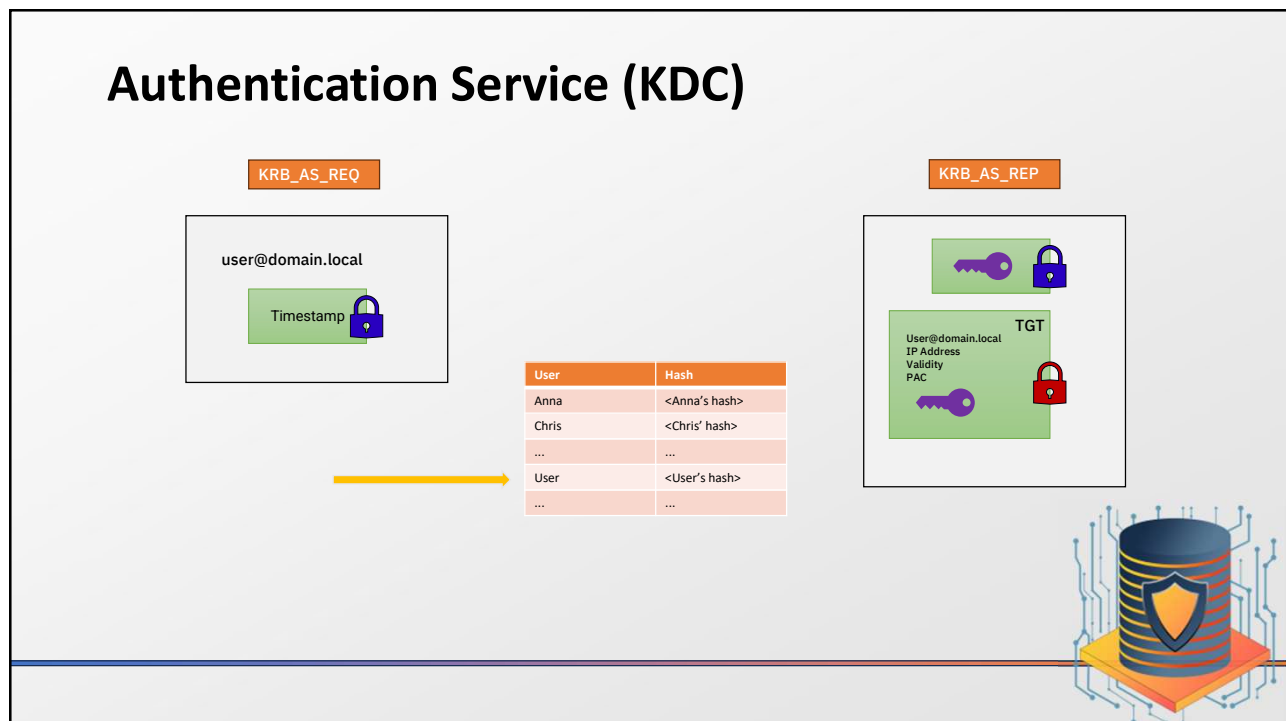 Authentication Service (KDC)
KRB_AS_REQ
user@domain.local
Timestamp
User Hash
Anna <Anna’s hash>
Chris <Chris’ hash>
... ...
User <User’s hash>
... ...
KRB_AS_REP
TGT
User@domain.local
IP Address
Validity
PAC